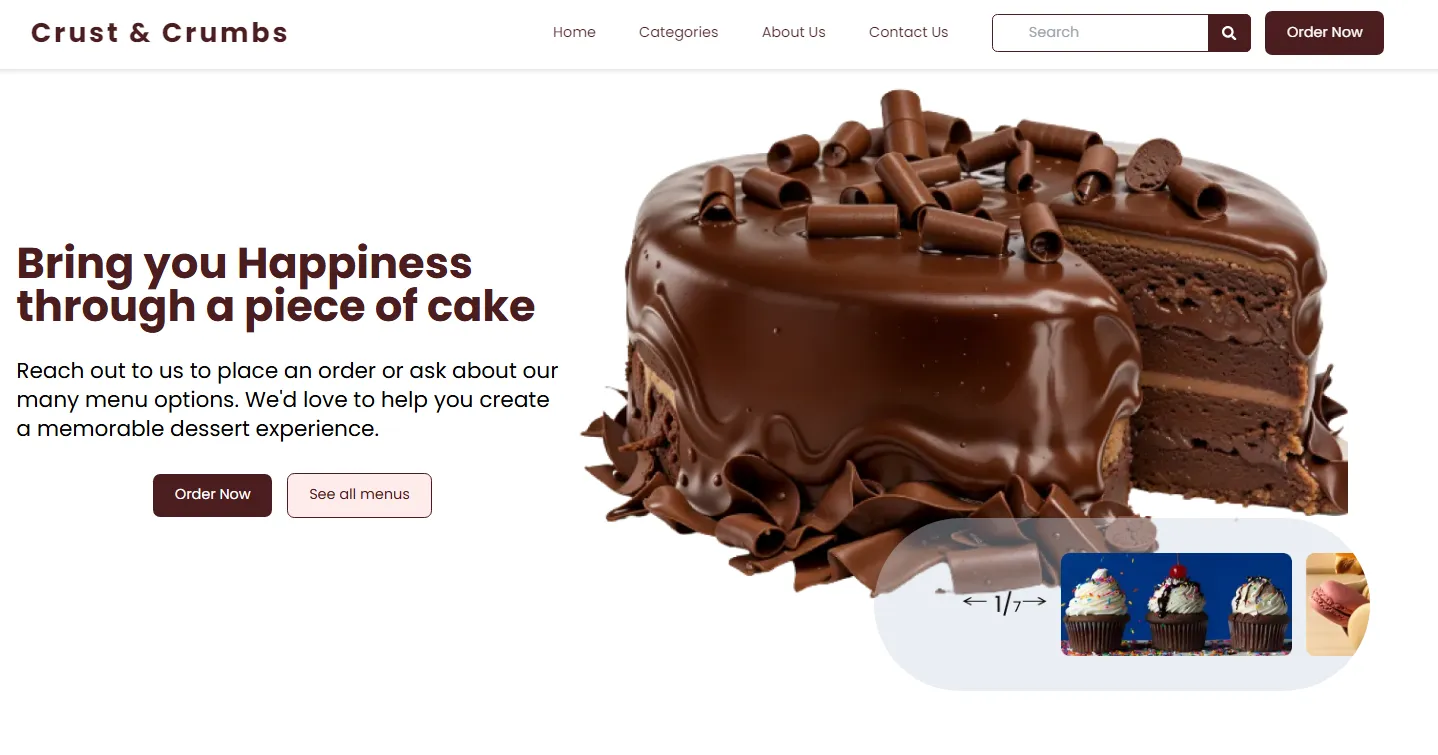 Crust & Crumbs
Home
Categories
About Us
Contact Us
Search
Order Now
Bring you Happiness
through a piece of cake
Reach out to us to place an order or ask about our
many menu options. We'd love to help you create
a memorable dessert experience.
Order Now
See all menus
← 1/7→